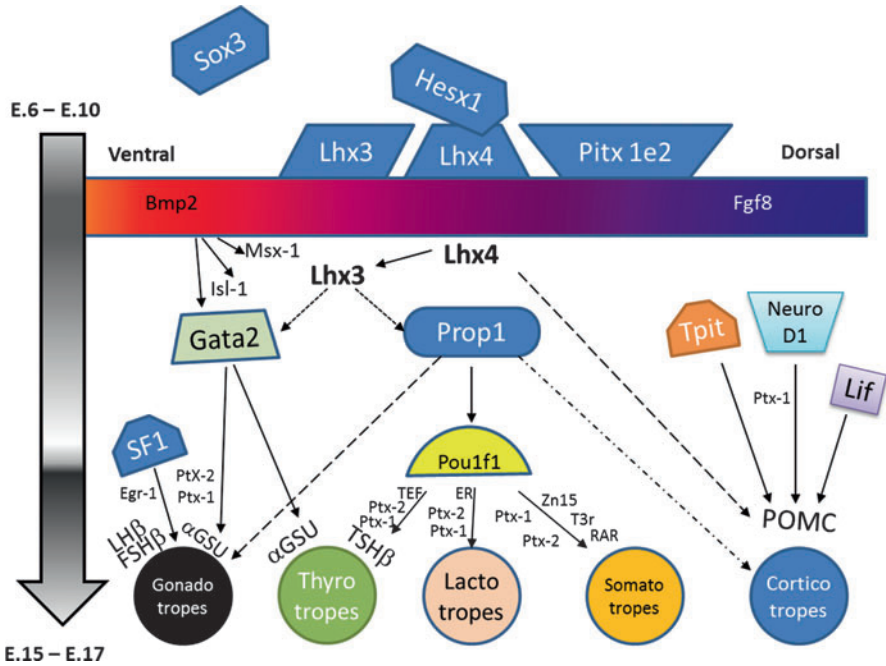 Sox3
Hesx1
E.6 – E.10
Ventral
Lhx3
Lhx4
Pitx 1e2
Dorsal
Bmp2
Fgf8
Msx-1
Isl-1
Lhx3
Lhx4
Gata2
Prop1
Tpit
Neuro
D1
Lif
Ptx-1
SF1
Egr-1
PtX-2
Ptx-1
Pou1f1
TEF
Ptx-2
Ptx-1
ER
Ptx-2
Ptx-1
Ptx-1
Ptx-2
Zn15
T3r
RAR
LHβ
FSHβ
αGSU
αGSU
TSHβ
POMC
Gonado
tropes
Thyro
tropes
Lacto
tropes
Somato
tropes
Cortico
tropes
E.15 – E.17